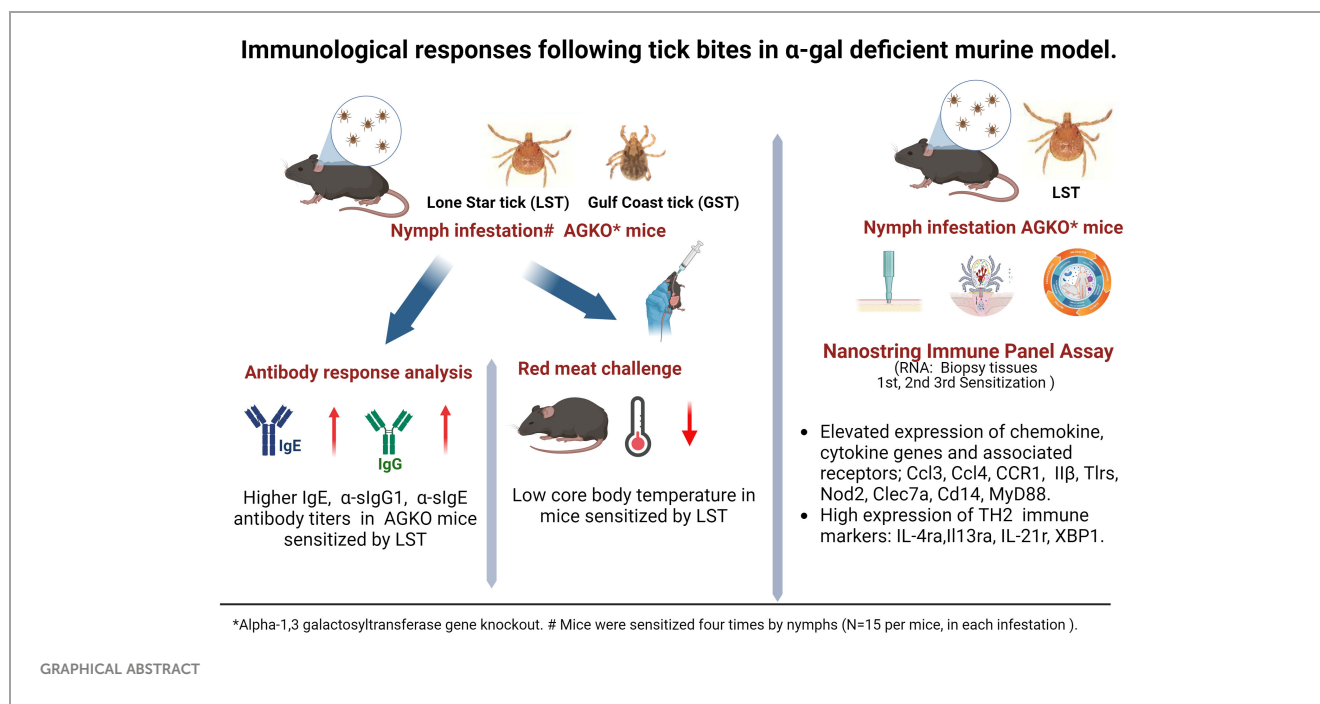 Immunological responses following tick bites in α-gal deficient murine model.
Lone Star tick (LST)
Gulf Coast tick (GST)
Nymph infestation# AGKO* mice
Antibody response analysis
IgE
IgG
Higher IgE, α-sIgG1, α-sIgE
antibody titers in AGKO mice
sensitized by LST
Red meat challenge
Low core body temperature in
mice sensitized by LST
LST
Nymph infestation AGKO* mice
Nanostring Immune Panel Assay
(RNA: Biopsy tissues
1st, 2nd 3rd Sensitization )
• Elevated expression of chemokine,
cytokine genes and associated
receptors; Ccl3, Ccl4, CCR1, IIβ, Tlrs,
Nod2, Clec7a, Cd14, MyD88.
• High expression of TH2 immune
markers: IL-4ra,Il13ra, IL-21r, XBP1.
*Alpha-1,3 galactosyltransferase gene knockout. # Mice were sensitized four times by nymphs (N=15 per mice, in each infestation ).
GRAPHICAL ABSTRACT